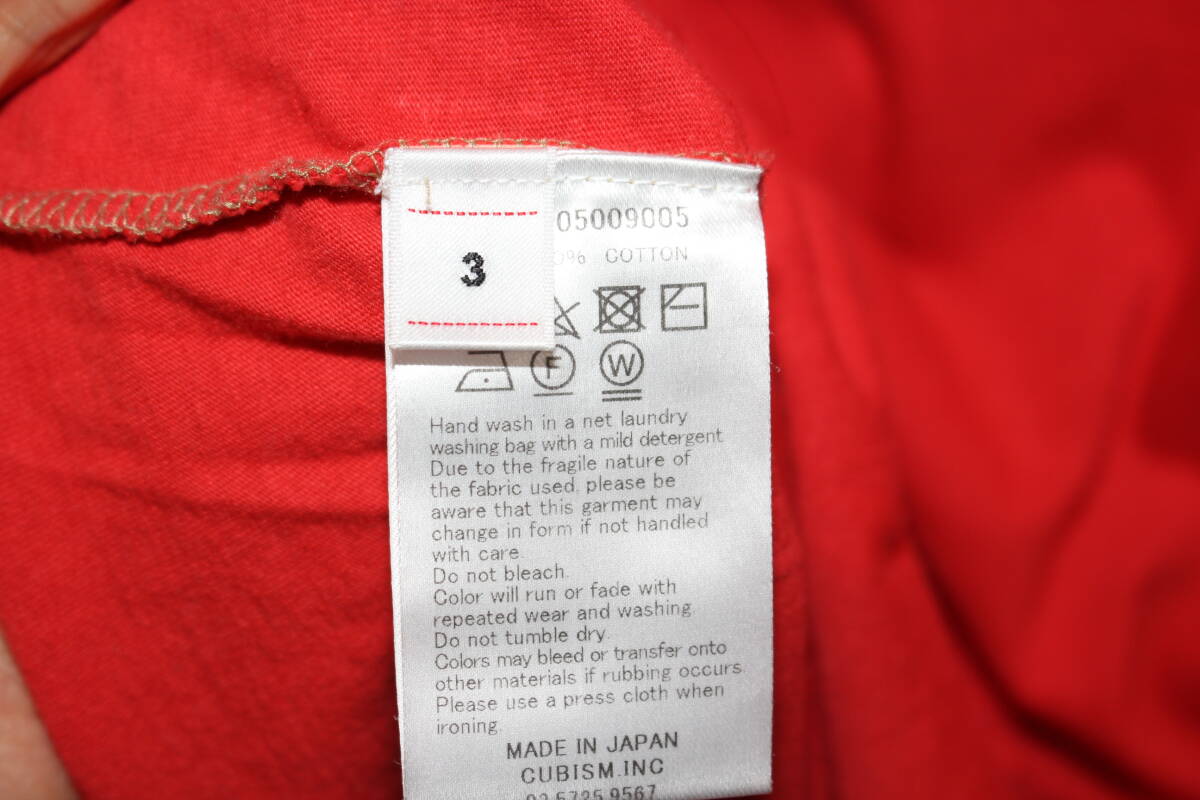 3
05009005
0% COTTON
F
W
Hand wash in a net laundry
washing bag with a mild detergent
Due to the fragile nature of
the fabric used, please be
aware that this garment may
change in form if not handled
with care.
Do not bleach.
Color will run or fade with
repeated wear and washing.
Do not tumble dry.
Colors may bleed or transfer onto
other materials if rubbing occurs.
Please use a press cloth when
ironing.
MADE IN JAPAN
CUBISM.INC
03 5725 9567